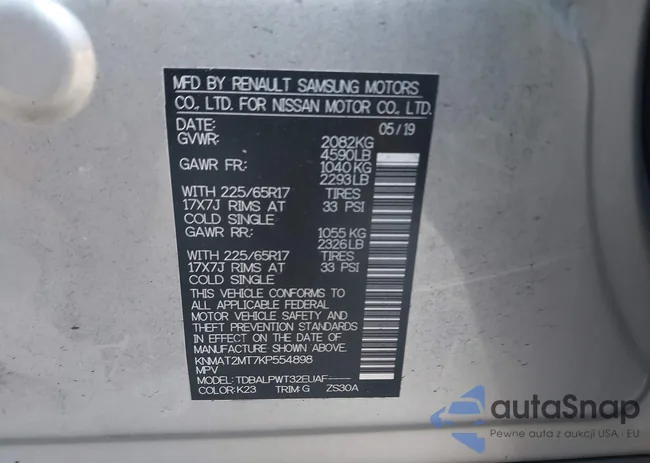 MFD BY RENAULT SAMSUNG MOTORS
CO., LTD. FOR NISSAN MOTOR CO., LTD.
DATE: 05/19
GVWR: 2082KG
4590LB
GAWR FR: 1040 KG
2293LB
WITH 225/65R17 TIRES
17X7J RIMS AT 33 PSI
COLD SINGLE
GAWR RR: 1055 KG
2326LB
WITH 225/65R17 TIRES
17X7J RIMS AT 33 PSI
COLD SINGLE
THIS VEHICLE CONFORMS TO
ALL APPLICABLE FEDERAL
MOTOR VEHICLE SAFETY AND
THEFT PREVENTION STANDARDS
IN EFFECT ON THE DATE OF
MANUFACTURE SHOWN ABOVE.
KNMAT2MT7KP554898
MPV
MODEL: TDBALPWT32EUAF-----
COLOR:K23 TRIM G ZS30A
autaSnap
Pewne auta z aukcji USA · EU